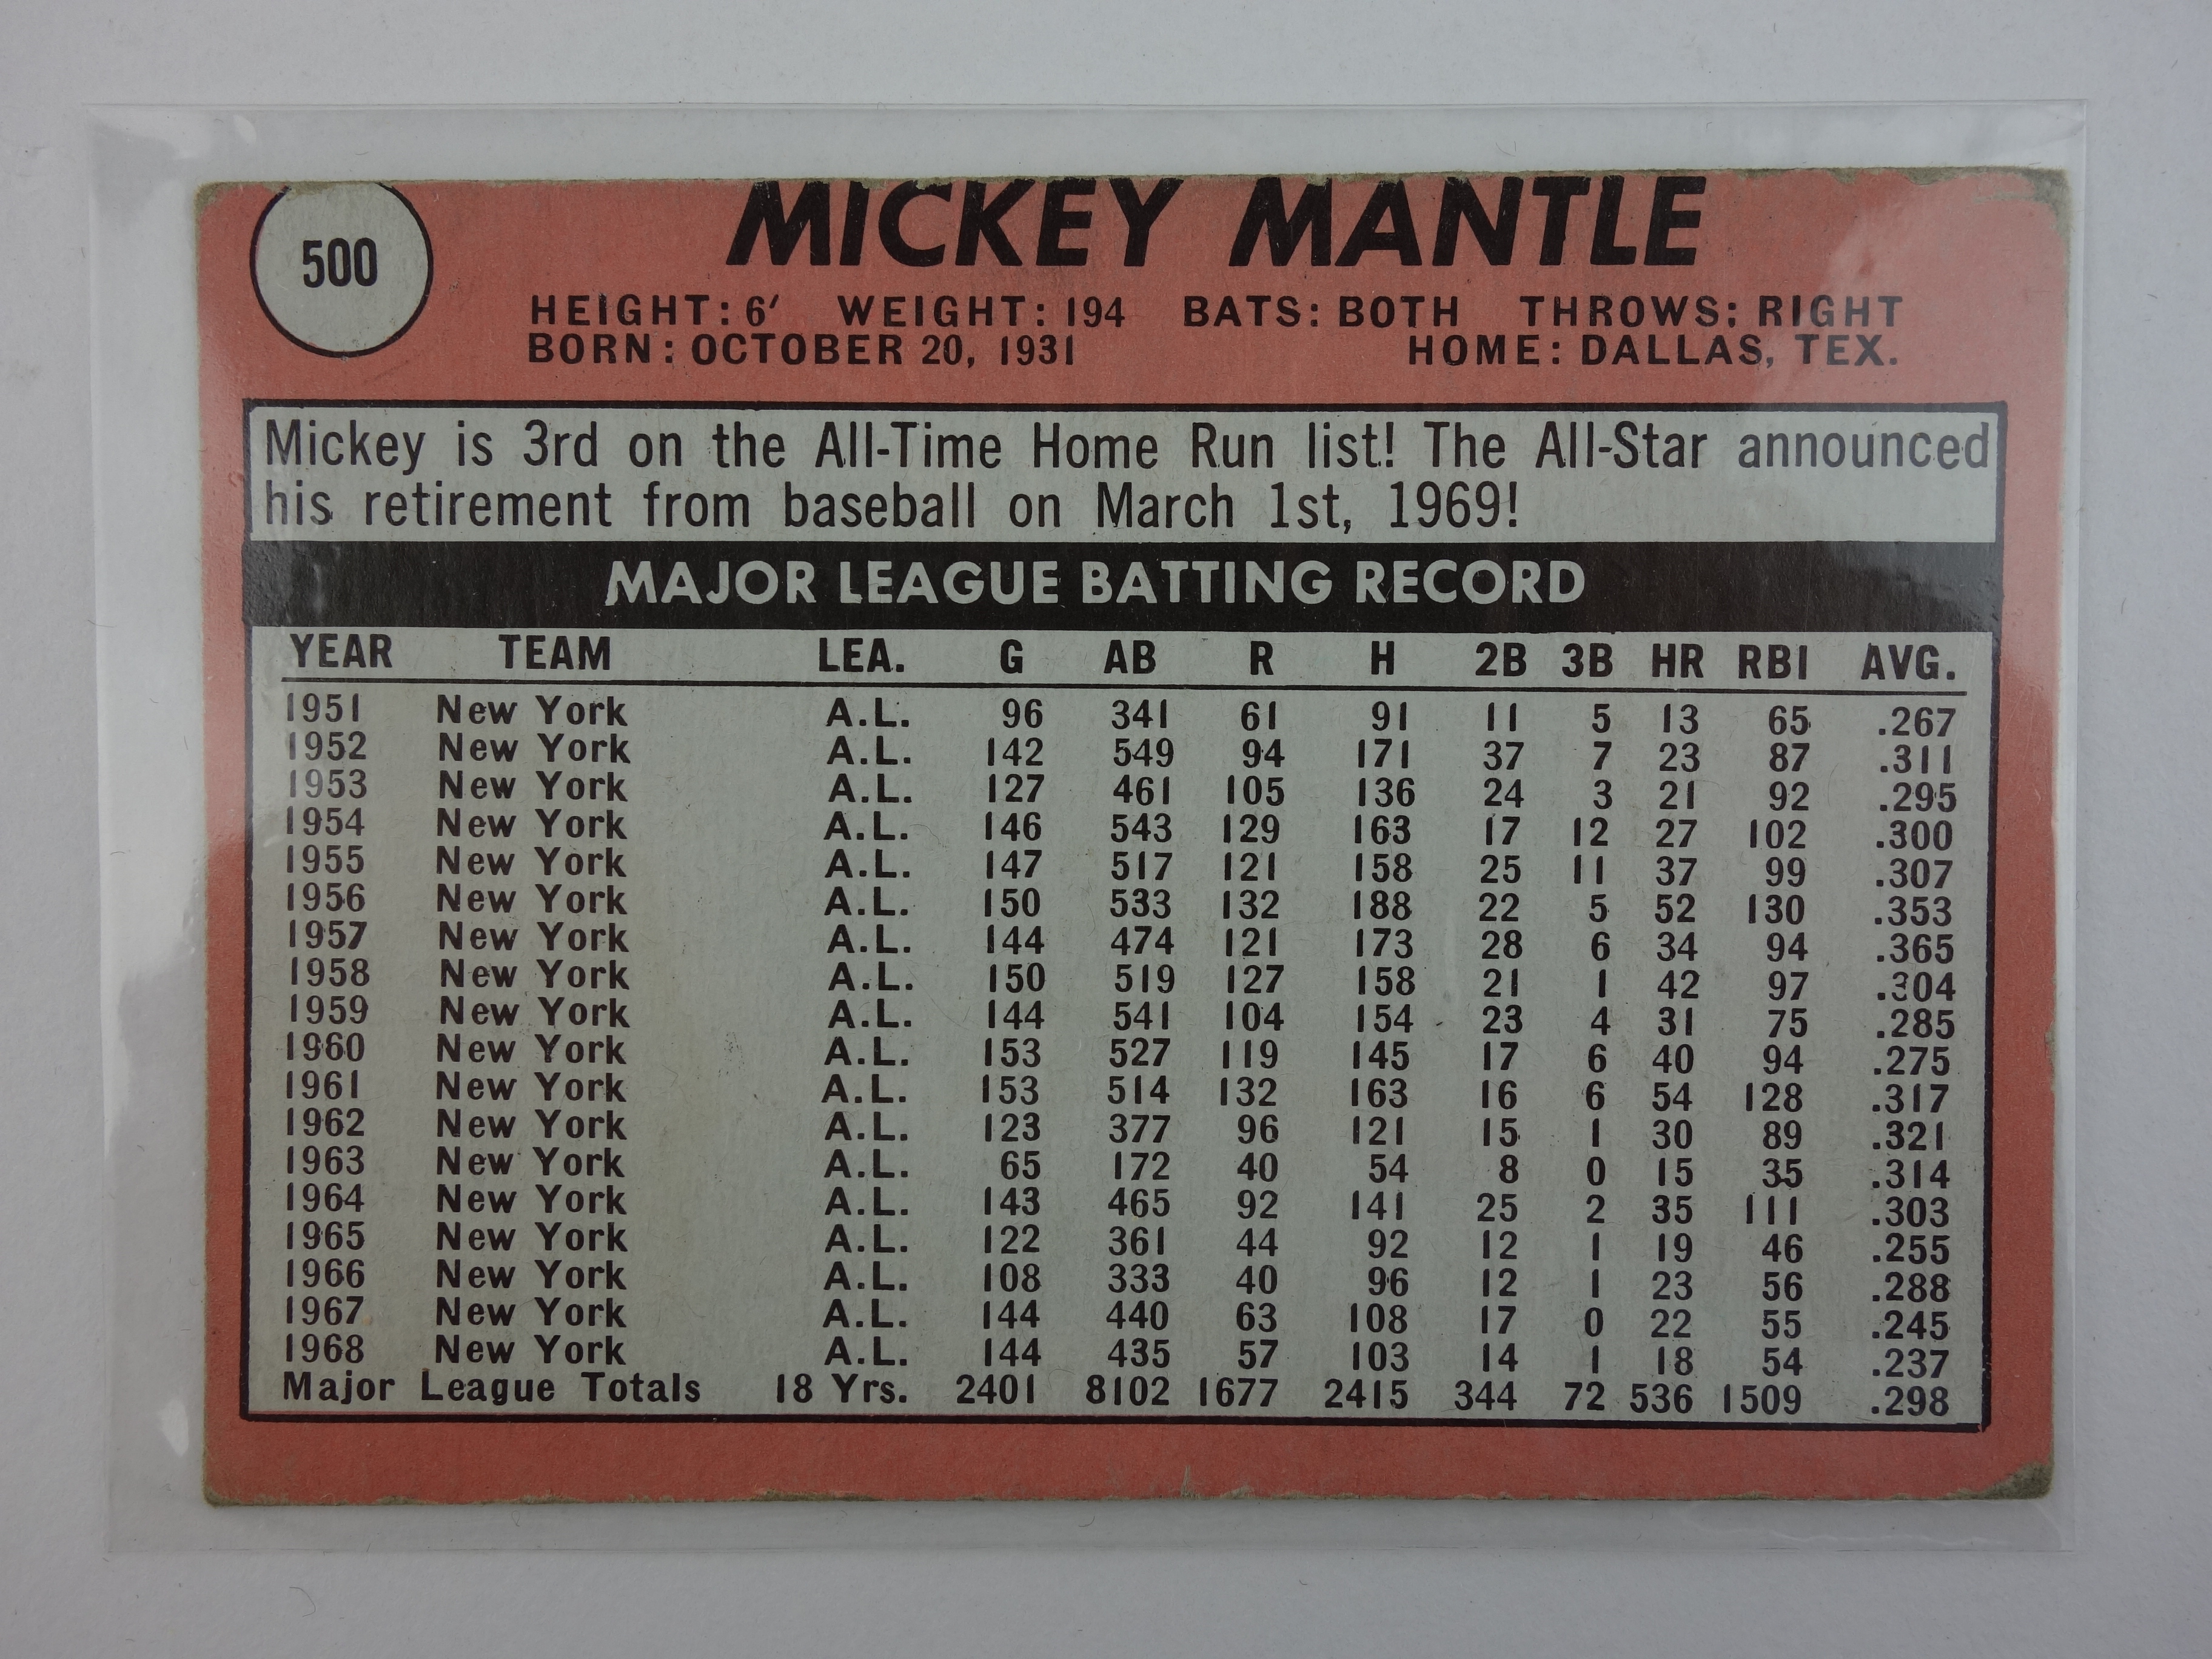 500
MICKEY MANTLE
HEIGHT: 6' WEIGHT: 194 BATS: BOTH THROWS: RIGHT
BORN: OCTOBER 20, 1931 HOME: DALLAS, TEX.
Mickey is 3rd on the All-Time Home Run list! The All-Star announced
his retirement from baseball on March 1st, 1969!
MAJOR LEAGUE BATTING RECORD
YEAR TEAM LEA. G AB R H 2B 3B HR RBI AVG.
1951 New York A.L. 96 341 61 91 11 5 13 65 .267
1952 New York A.L. 142 549 94 171 37 7 23 87 .311
1953 New York A.L. 127 461 105 136 24 3 21 92 .295
1954 New York A.L. 146 543 129 163 17 12 27 102 .300
1955 New York A.L. 147 517 121 158 25 11 37 99 .307
1956 New York A.L. 150 533 132 188 22 5 52 130 .353
1957 New York A.L. 144 474 121 173 28 6 34 94 .365
1958 New York A.L. 150 519 127 158 21 1 42 97 .304
1959 New York A.L. 144 541 104 154 23 4 31 75 .285
1960 New York A.L. 153 527 119 145 17 6 40 94 .275
1961 New York A.L. 153 514 132 163 16 6 54 128 .317
1962 New York A.L. 123 377 96 121 15 1 30 89 .321
1963 New York A.L. 65 172 40 54 8 0 15 35 .314
1964 New York A.L. 143 465 92 141 25 2 35 111 .303
1965 New York A.L. 122 361 44 92 12 1 19 46 .255
1966 New York A.L. 108 333 40 96 12 1 23 56 .288
1967 New York A.L. 144 440 63 108 17 0 22 55 .245
1968 New York A.L. 144 435 57 103 14 1 18 54 .237
Major League Totals 18 Yrs. 2401 8102 1677 2415 344 72 536 1509 .298